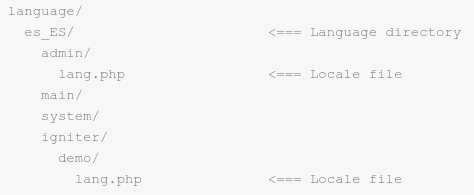 language/
  es_ES/                       <=== Language directory
    admin/
      lang.php                 <=== Locale file
    main/
    system/
    igniter/
      demo/
        lang.php               <=== Locale file